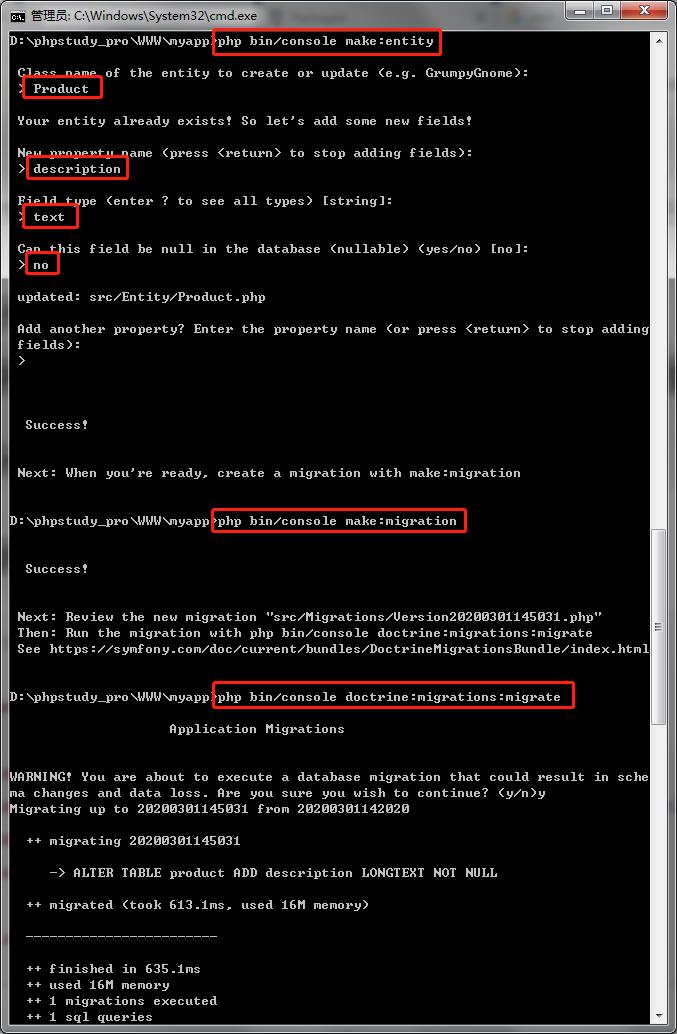 管理员: C:\Windows\System32\cmd.exe
D:\phpstudy_pro\WWW\myapp>php bin/console make:entity
Class name of the entity to create or update (e.g. GrumpyGnome):
> Product
Your entity already exists! So let's add some new fields!
New property name (press <return> to stop adding fields):
> description
Field type (enter ? to see all types) [string]:
> text
Can this field be null in the database (nullable) (yes/no) [no]:
> no
updated: src/Entity/Product.php
Add another property? Enter the property name (or press <return> to stop adding
fields):
>
Success!
Next: When you're ready, create a migration with make:migration
D:\phpstudy_pro\WWW\myapp>php bin/console make:migration
Success!
Next: Review the new migration "src/Migrations/Version20200301145031.php"
Then: Run the migration with php bin/console doctrine:migrations:migrate
See https://symfony.com/doc/current/bundles/DoctrineMigrationsBundle/index.html
D:\phpstudy_pro\WWW\myapp>php bin/console doctrine:migrations:migrate
Application Migrations
WARNING! You are about to execute a database migration that could result in sche
ma changes and data loss. Are you sure you wish to continue? (y/n)y
Migrating up to 20200301145031 from 20200301142020
++ migrating 20200301145031
-> ALTER TABLE product ADD description LONGTEXT NOT NULL
++ migrated (took 613.1ms, used 16M memory)
------------------------
++ finished in 635.1ms
++ used 16M memory
++ 1 migrations executed
++ 1 sql queries